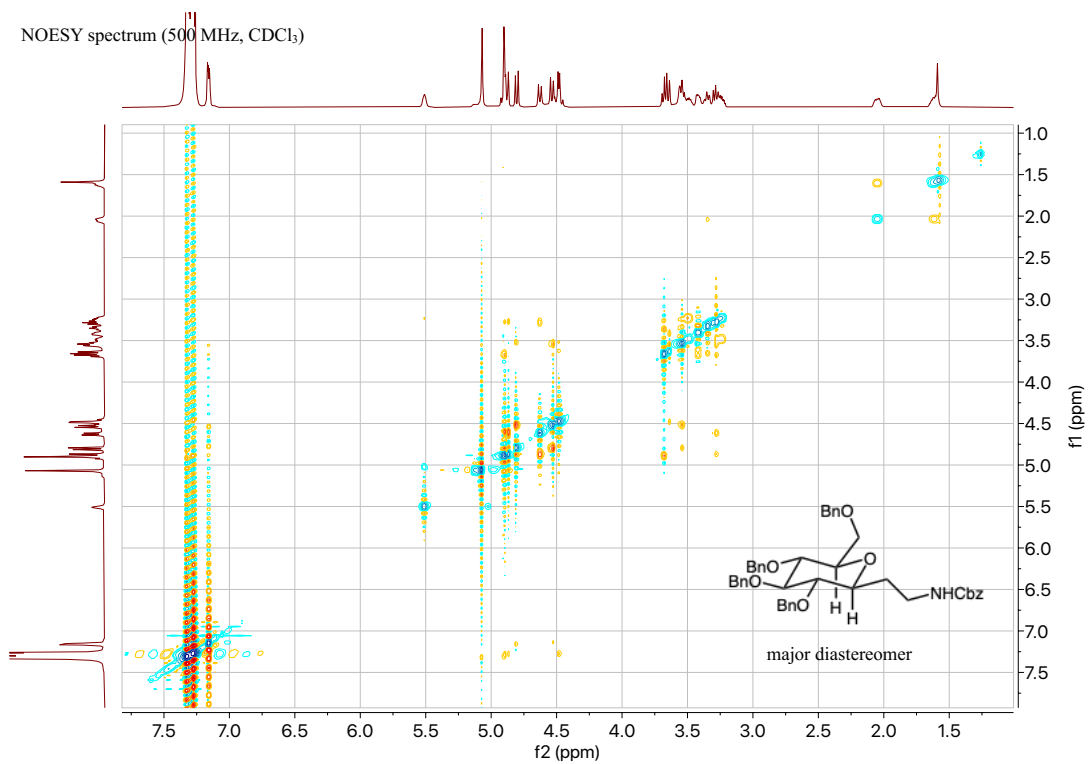 NOESY spectrum (500 MHz, CDCl₃)
1.0
1.5
2.0
2.5
3.0
3.5
4.0
4.5
5.0
5.5
6.0
6.5
7.0
7.5
f1 (ppm)
BnO
O
BnO
BnO
BnO
H
H
NHCbz
major diastereomer
7.5 7.0 6.5 6.0 5.5 5.0 4.5 4.0 3.5 3.0 2.5 2.0 1.5
f2 (ppm)